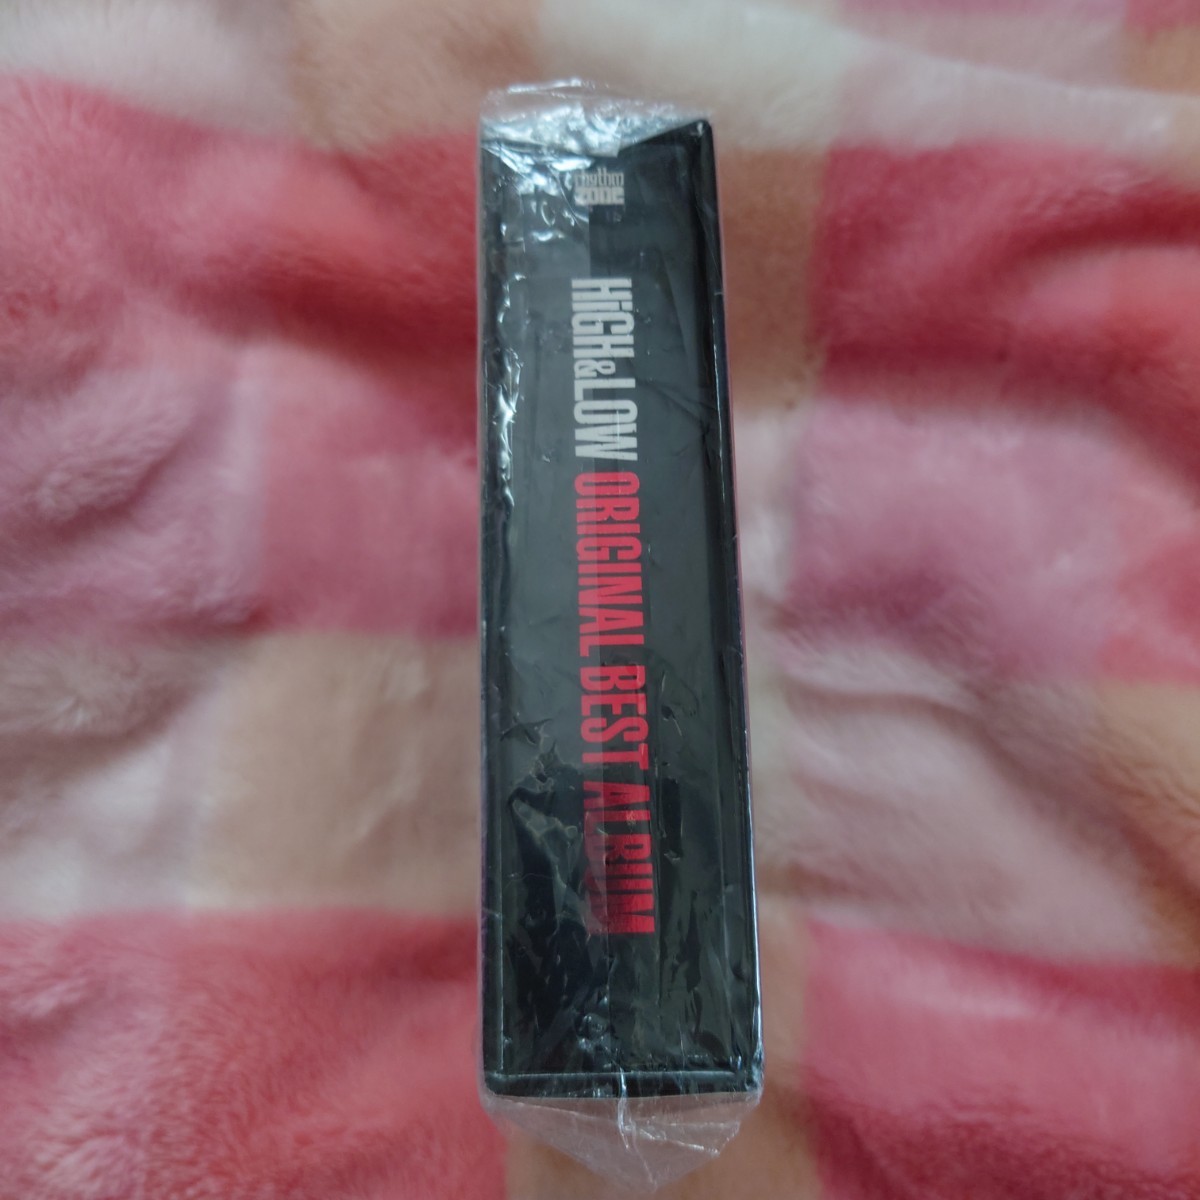 rhythm
zone
HiGH&LOW ORIGINAL BEST ALBUM